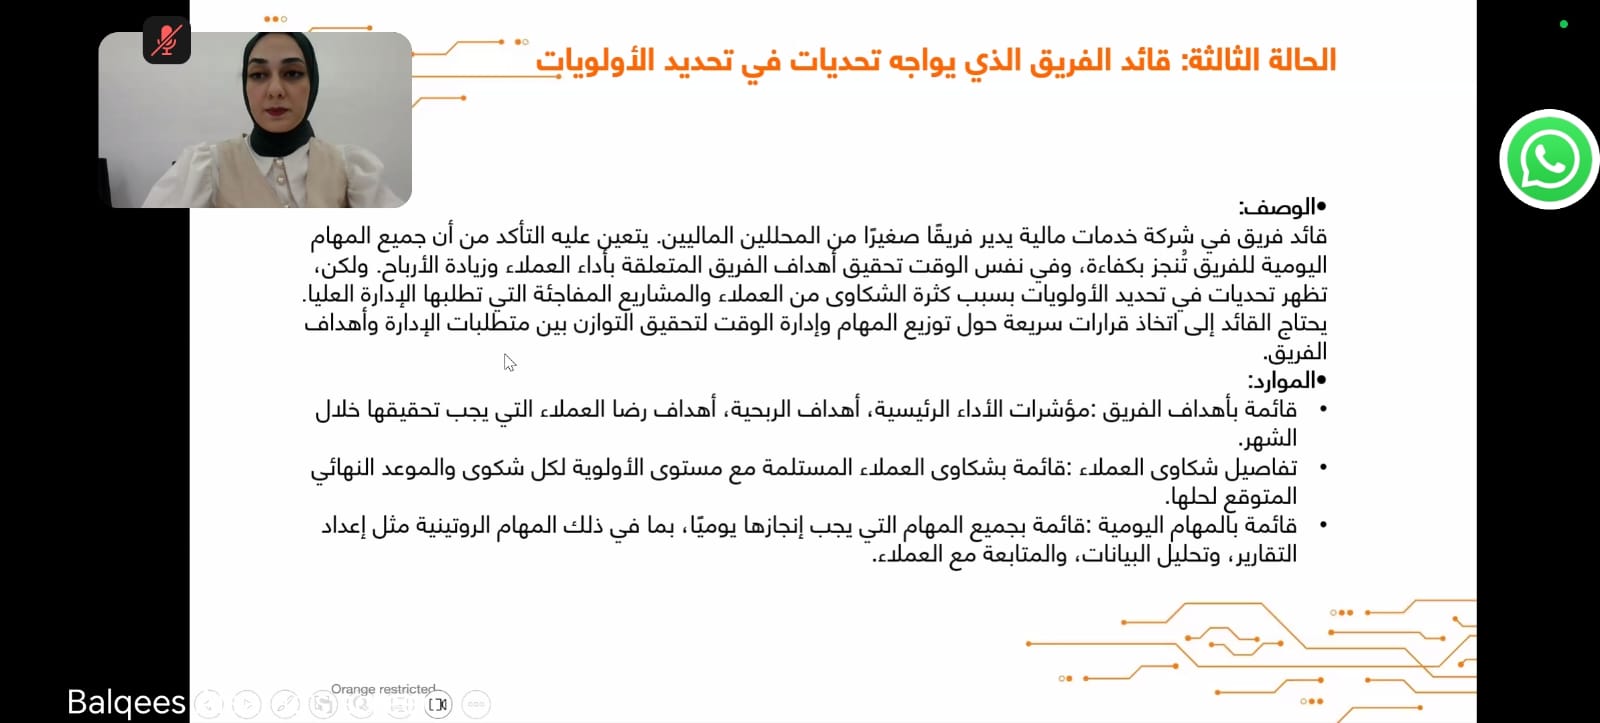 الحالة الثالثة: قائد الفريق الذي يواجه تحديات في تحديد الأولويات
•الوصف:
قائد فريق في شركة خدمات مالية يدير فريقًا صغيرًا من المحللين الماليين. يتعين عليه التأكد من أن جميع المهام
اليومية للفريق تُنجز بكفاءة، وفي نفس الوقت تحقيق أهداف الفريق المتعلقة بأداء العملاء وزيادة الأرباح. ولكن،
تظهر تحديات في تحديد الأولويات بسبب كثرة الشكاوى من العملاء والمشاريع المفاجئة التي تطلبها الإدارة العليا.
يحتاج القائد إلى اتخاذ قرارات سريعة حول توزيع المهام وإدارة الوقت لتحقيق التوازن بين متطلبات الإدارة وأهداف
الفريق.
•الموارد:
• قائمة بأهداف الفريق :مؤشرات الأداء الرئيسية، أهداف الربحية، أهداف رضا العملاء التي يجب تحقيقها خلال
الشهر.
• تفاصيل شكاوى العملاء :قائمة بشكاوى العملاء المستلمة مع مستوى الأولوية لكل شكوى والموعد النهائي
المتوقع لحلها.
• قائمة بالمهام اليومية :قائمة بجميع المهام التي يجب إنجازها يوميًا، بما في ذلك المهام الروتينية مثل إعداد
التقارير، وتحليل البيانات، والمتابعة مع العملاء.
Orange restricted
Balqees